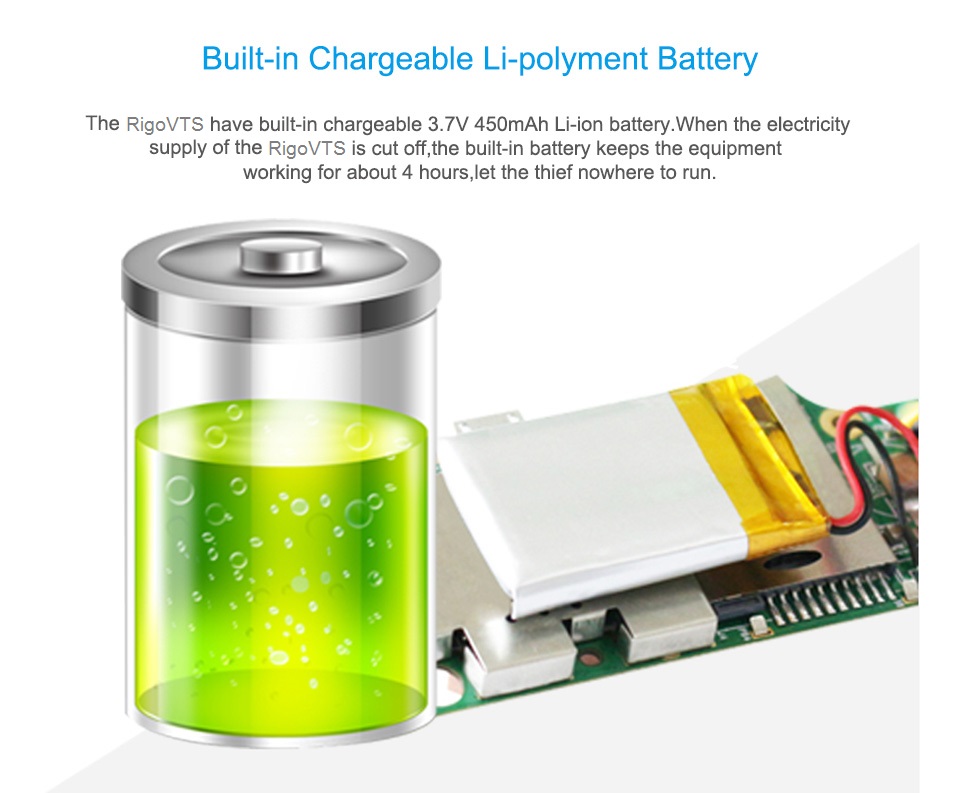 Built-in Chargeable Li-polyment Battery
The RigoVTS have built-in chargeable 3.7V 450mAh Li-ion battery.When the electricity
supply of the RigoVTS is cut off,the built-in battery keeps the equipment
working for about 4 hours,let the thief nowhere to run.